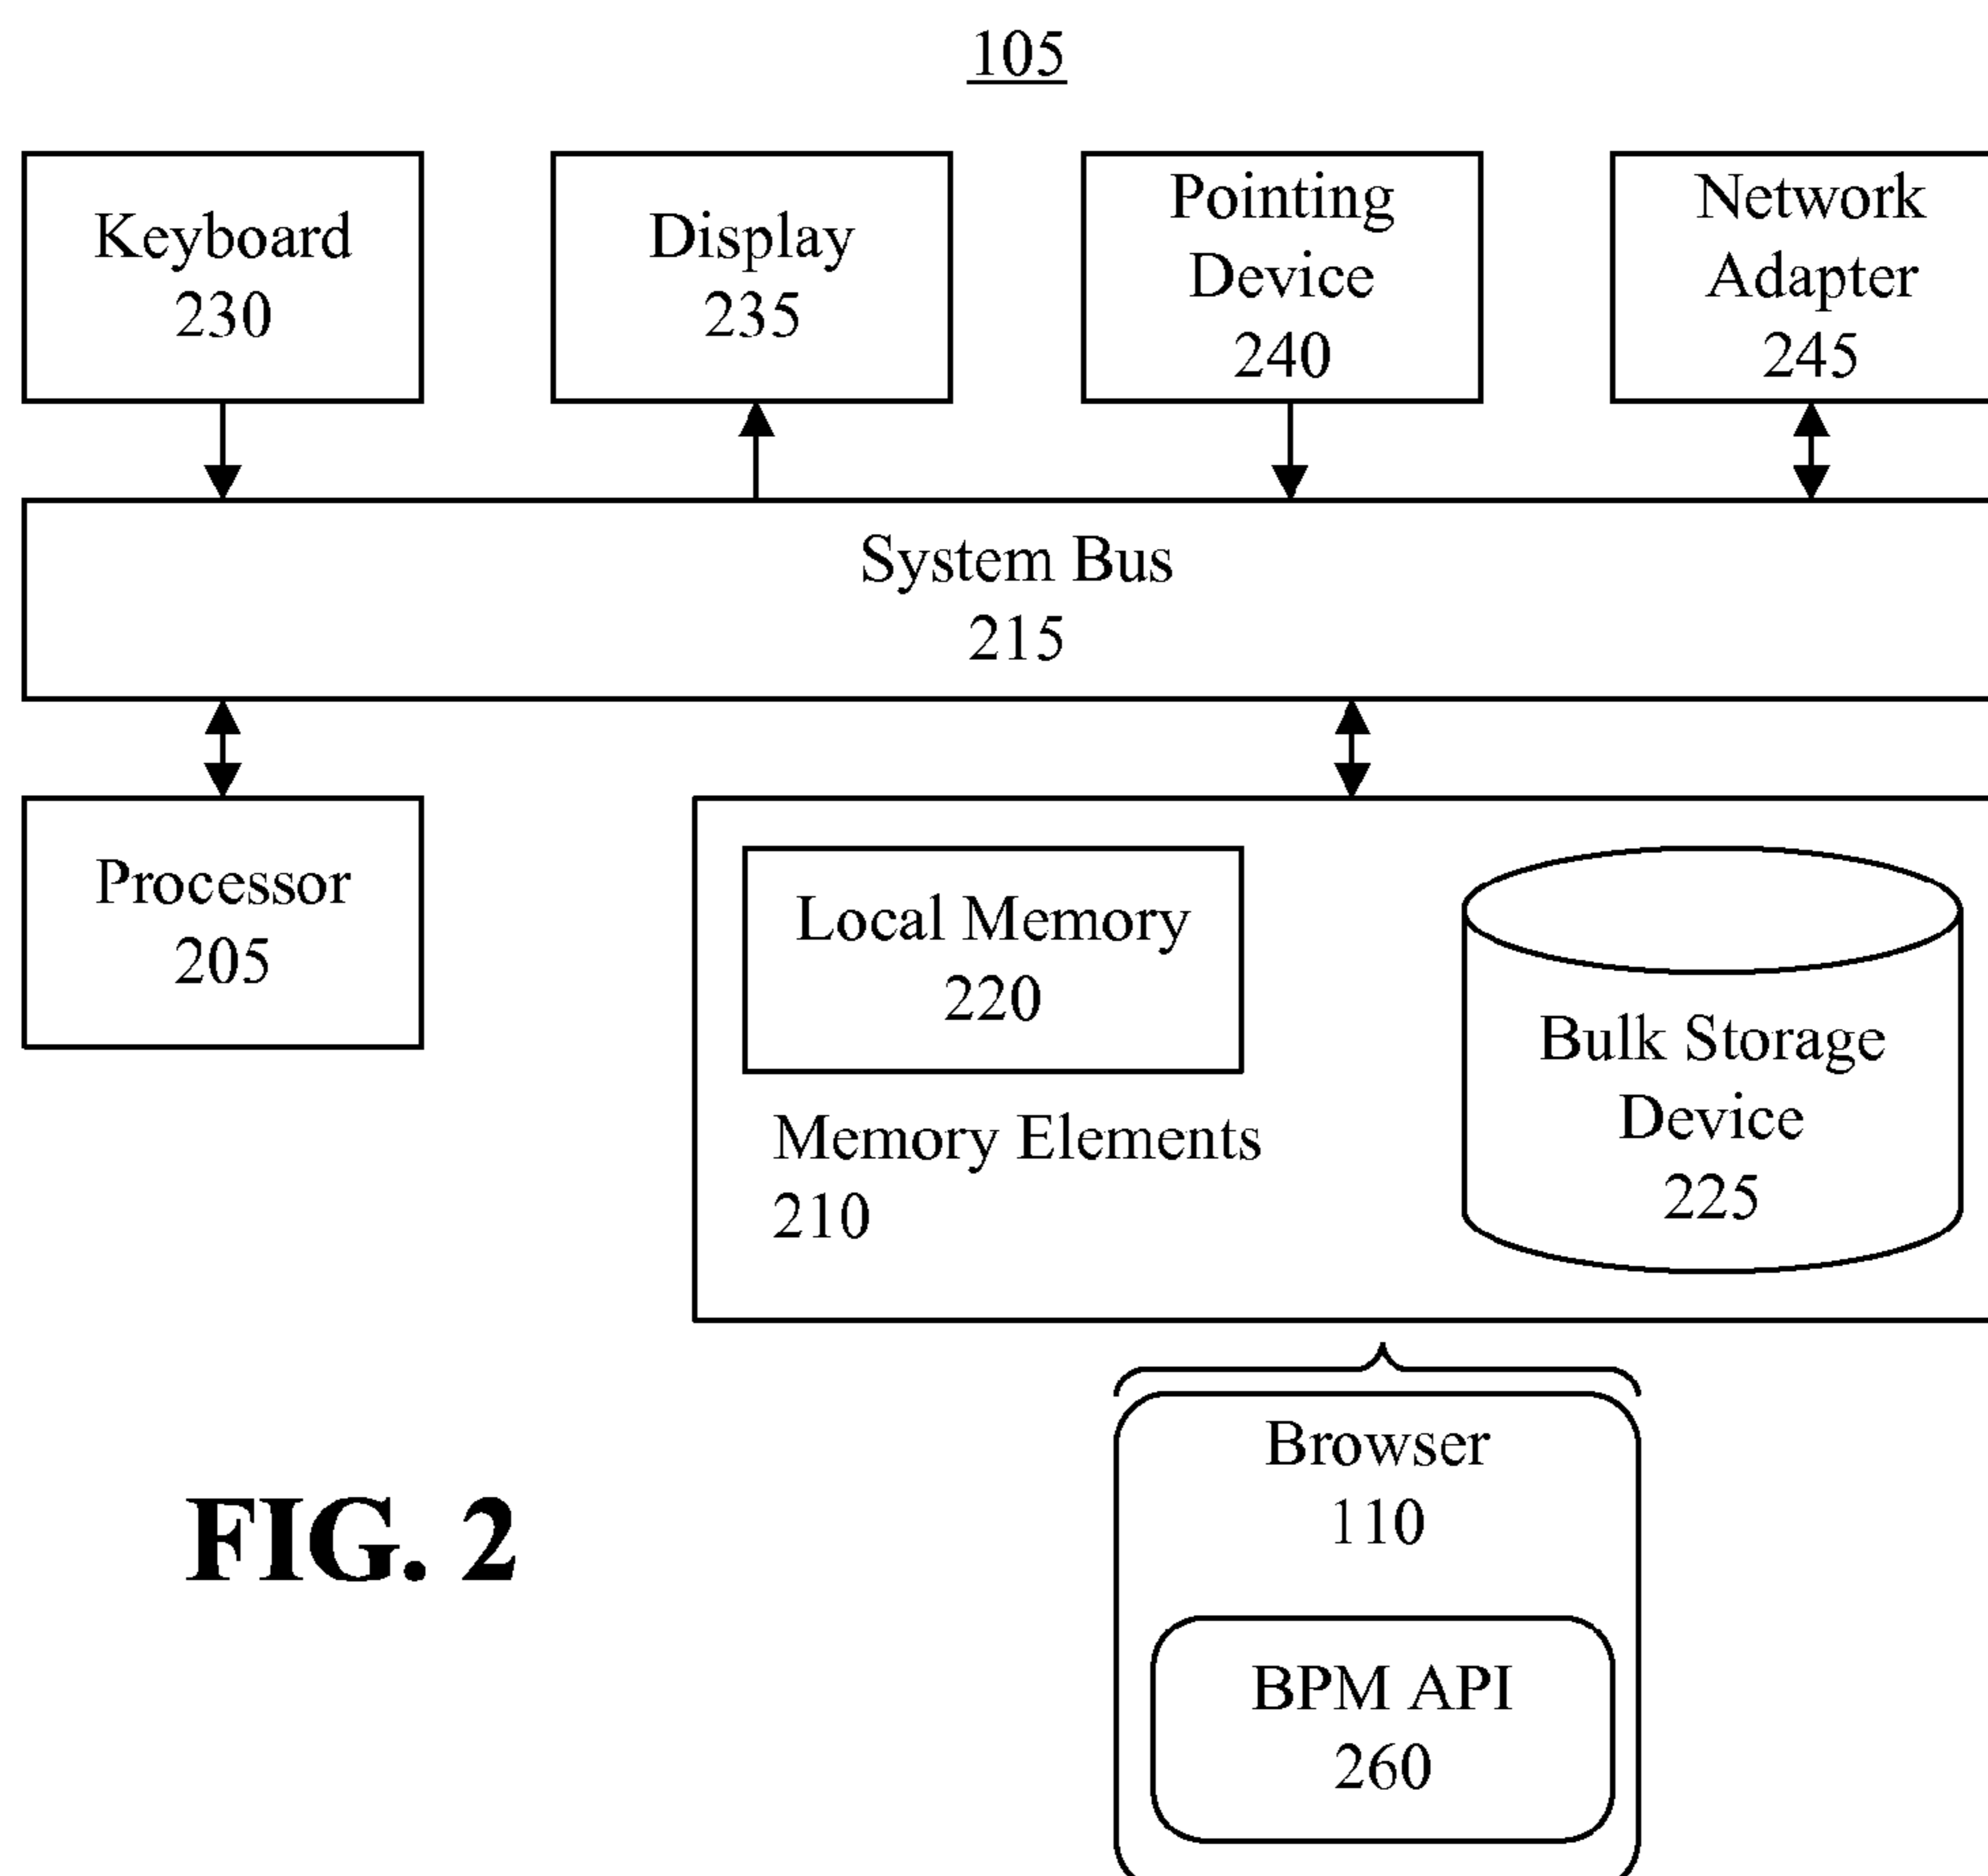 105
Keyboard
230
Display
235
Pointing
Device
240
Network
Adapter
245
System Bus
215
Processor
205
Local Memory
220
Memory Elements
210
Bulk Storage
Device
225
Browser
110
BPM API
260
FIG. 2